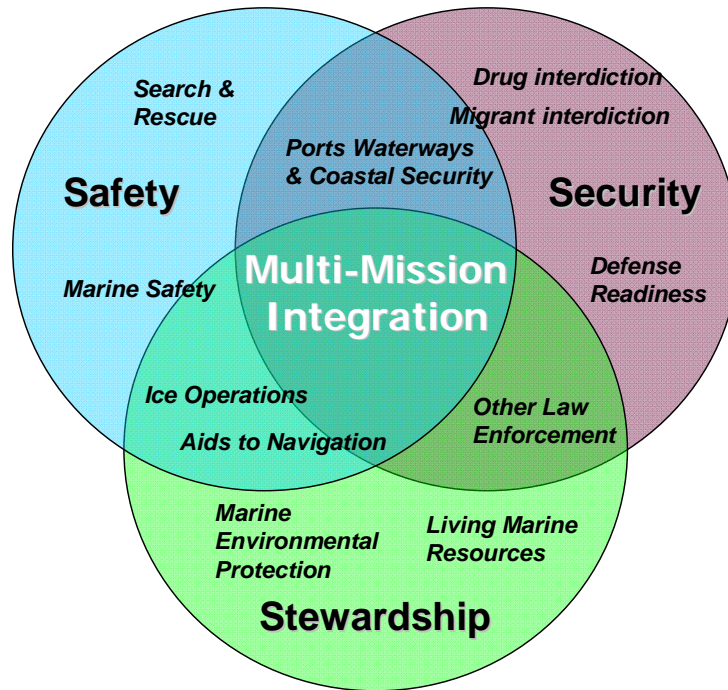 Search &
Rescue
Drug interdiction
Migrant interdiction
Ports Waterways
& Coastal Security
Safety
Security
Multi-Mission
Integration
Marine Safety
Defense
Readiness
Ice Operations
Aids to Navigation
Other Law
Enforcement
Marine
Environmental
Protection
Living Marine
Resources
Stewardship